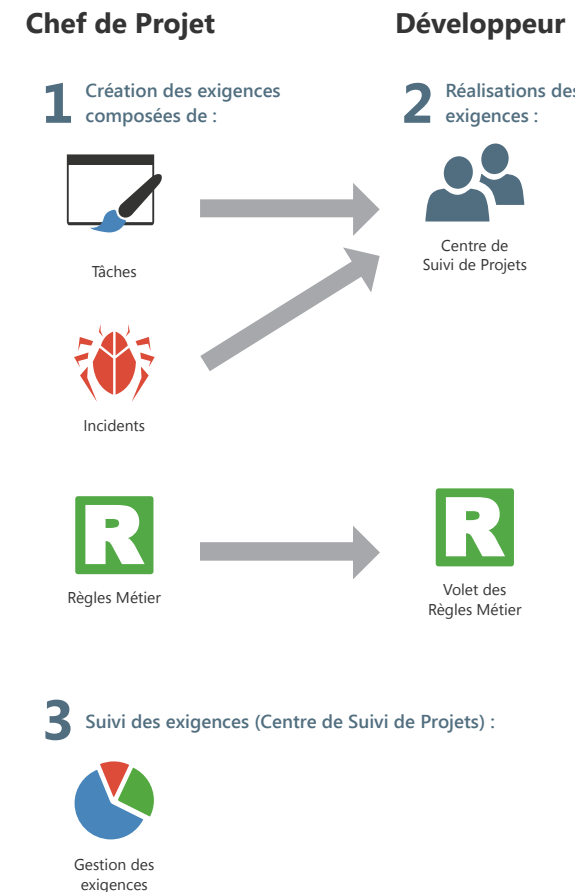 Chef de Projet
Développeur
1
Création des exigences
composées de :
2
Réalisations des
exigences :
Tâches
Centre de
Suivi de Projets
Incidents
R
Règles Métier
R
Volet des
Règles Métier
3
Suivi des exigences (Centre de Suivi de Projets) :
Gestion des
exigences